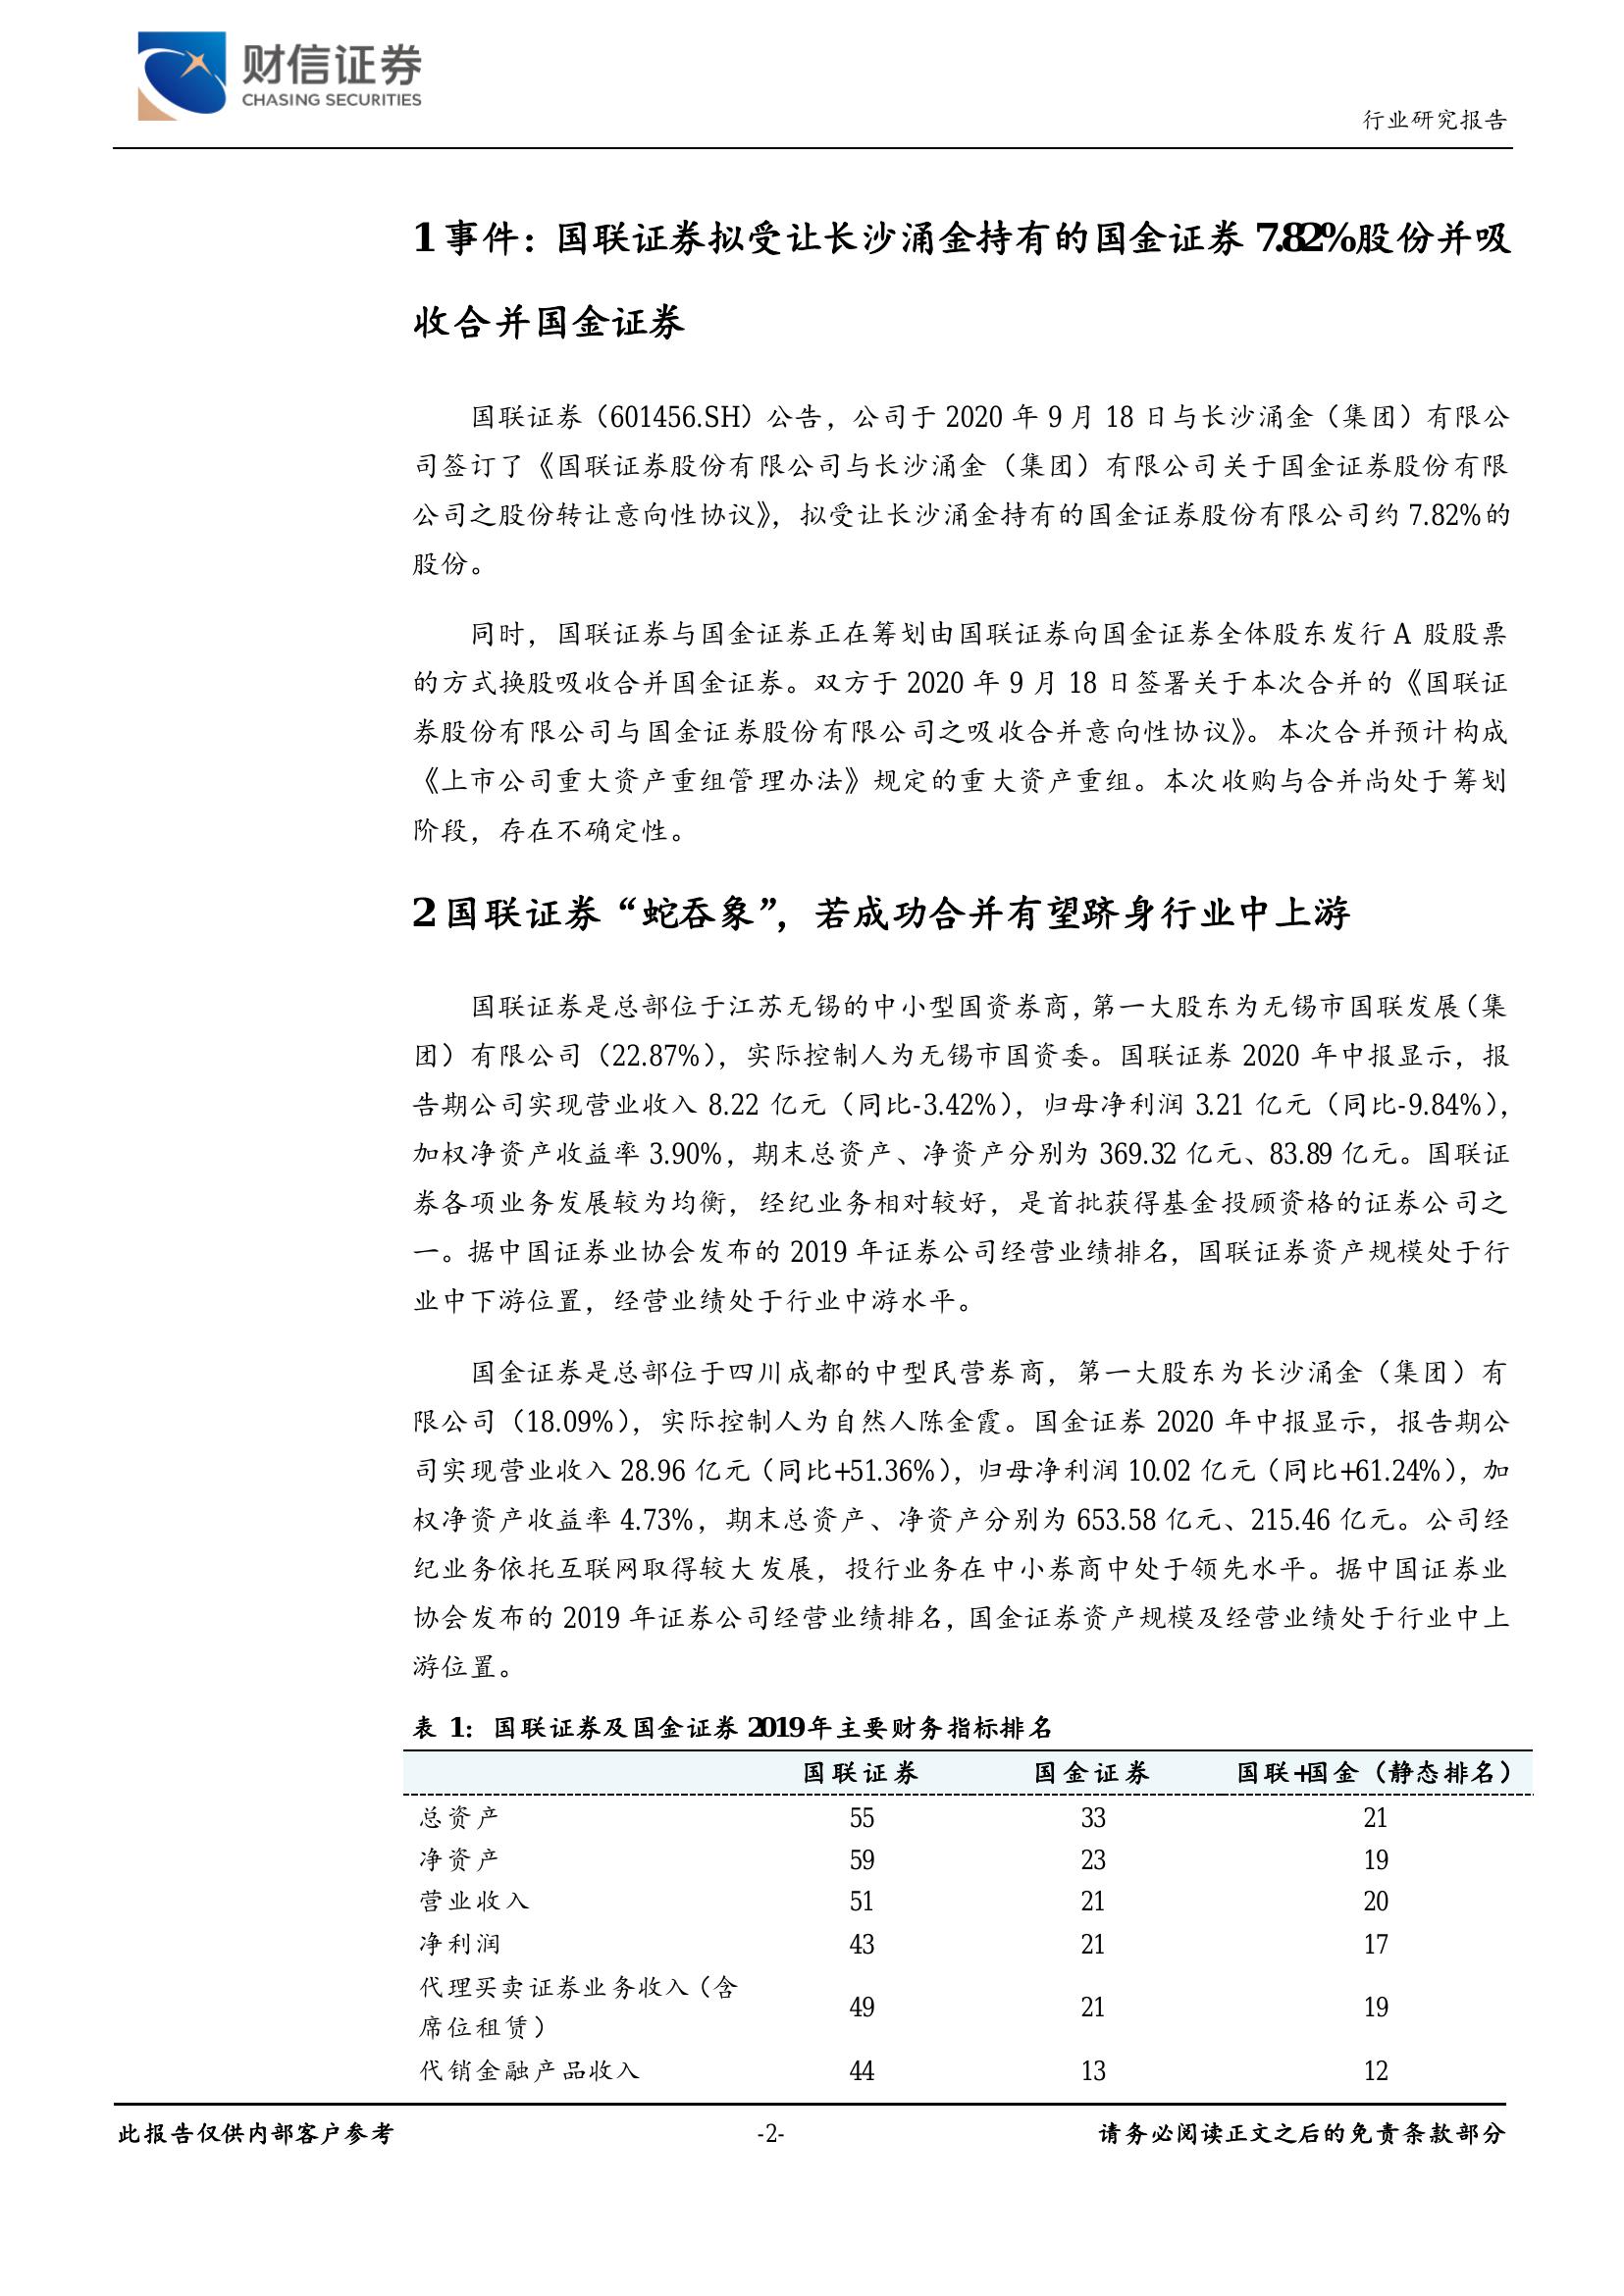 财信证券
CHASING SECURITIES
行业研究报告
1 事件：国联证券拟受让长沙涌金持有的国金证券 7.82%股份并吸
收合并国金证券
国联证券（601456.SH）公告，公司于 2020 年 9 月 18 日与长沙涌金（集团）有限公
司签订了《国联证券股份有限公司与长沙涌金（集团）有限公司关于国金证券股份有限
公司之股份转让意向性协议》，拟受让长沙涌金持有的国金证券股份有限公司约 7.82%的
股份。
同时，国联证券与国金证券正在筹划由国联证券向国金证券全体股东发行 A 股股票
的方式换股吸收合并国金证券。双方于 2020 年 9 月 18 日签署关于本次合并的《国联证
券股份有限公司与国金证券股份有限公司之吸收合并意向性协议》。本次合并预计构成
《上市公司重大资产重组管理办法》规定的重大资产重组。本次收购与合并尚处于筹划
阶段，存在不确定性。
2 国联证券“蛇吞象”，若成功合并有望跻身行业中上游
国联证券是总部位于江苏无锡的中小型国资券商，第一大股东为无锡市国联发展（集
团）有限公司（22.87%），实际控制人为无锡市国资委。国联证券 2020 年中报显示，报
告期公司实现营业收入 8.22 亿元（同比-3.42%），归母净利润 3.21 亿元（同比-9.84%），
加权净资产收益率 3.90%，期末总资产、净资产分别为 369.32 亿元、83.89 亿元。国联证
券各项业务发展较为均衡，经纪业务相对较好，是首批获得基金投顾资格的证券公司之
一。据中国证券业协会发布的 2019 年证券公司经营业绩排名，国联证券资产规模处于行
业中下游位置，经营业绩处于行业中游水平。
国金证券是总部位于四川成都的中型民营券商，第一大股东为长沙涌金（集团）有
限公司（18.09%），实际控制人为自然人陈金霞。国金证券 2020 年中报显示，报告期公
司实现营业收入 28.96 亿元（同比+51.36%），归母净利润 10.02 亿元（同比+61.24%），加
权净资产收益率 4.73%，期末总资产、净资产分别为 653.58 亿元、215.46 亿元。公司经
纪业务依托互联网取得较大发展，投行业务在中小券商中处于领先水平。据中国证券业
协会发布的 2019 年证券公司经营业绩排名，国金证券资产规模及经营业绩处于行业中上
游位置。
表 1：国联证券及国金证券 2019 年主要财务指标排名
国联证券 国金证券 国联+国金（静态排名）
总资产 55 33 21
净资产 59 23 19
营业收入 51 21 20
净利润 43 21 17
代理买卖证券业务收入（含
席位租赁） 49 21 19
代销金融产品收入 44 13 12
此报告仅供内部客户参考 -2- 请务必阅读正文之后的免责条款部分